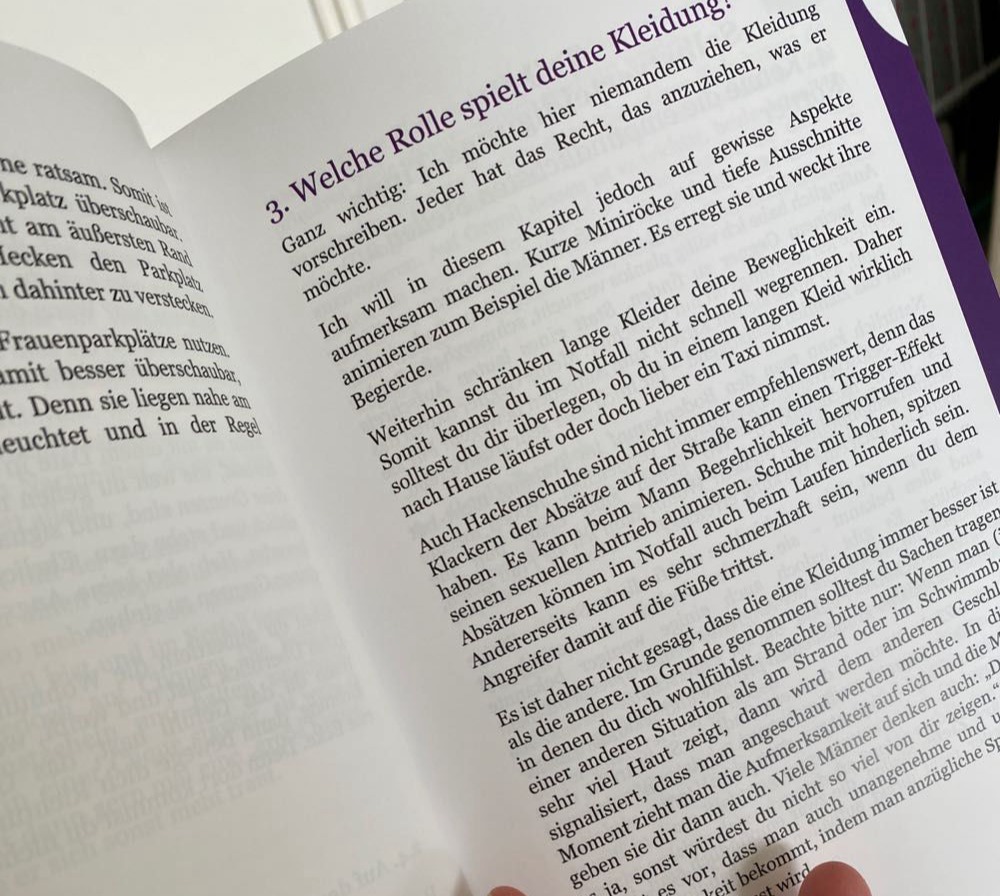 ne ratsam. Somit ist
kplatz überschaubar.
am äußersten Rand
den Parkplatz
dahinter zu verstecken.
Frauenparkplätze nutzen.
amit besser überschaubar,
Denn sie liegen nahe am
leuchtet und in der Regel
3. Welche Rolle spielt deine Kleidung?
Ganz wichtig: Ich möchte hier niemandem die Kleidung
vorschreiben. Jeder hat das Recht, das anzuziehen, was er
möchte.
Ich will in diesem Kapitel jedoch auf gewisse Aspekte
aufmerksam machen. Kurze Miniröcke und tiefe Ausschnitte
animieren zum Beispiel die Männer. Es erregt sie und weckt ihre
Begierde.
Weiterhin schränken lange Kleider deine Beweglichkeit ein.
Somit kannst du im Notfall nicht schnell wegrennen. Daher
solltest du dir überlegen, ob du in einem langen Kleid wirklich
nach Hause läufst oder doch lieber ein Taxi nimmst.
Auch Hackenschuhe sind nicht immer empfehlenswert, denn das
Klackern der Absätze auf der Straße kann einen Trigger-Effekt
haben. Es kann beim Mann Begehrlichkeit hervorrufen und
seinen sexuellen Antrieb animieren. Schuhe mit hohen, spitzen
Absätzen können im Notfall auch beim Laufen hinderlich sein.
Andererseits kann es sehr schmerzhaft sein, wenn du dem
Angreifer damit auf die Füße trittst.
Es ist daher nicht gesagt, dass die eine Kleidung immer besser ist
als die andere. Im Grunde genommen solltest du Sachen tragen
in denen du dich wohlfühlst. Beachte bitte nur: Wenn man (
einer anderen Situation als am Strand oder im Schwimmb
sehr viel Haut zeigt, dann wird dem anderen Geschl
signalisiert, dass man angeschaut werden möchte. In di
Moment zieht man die Aufmerksamkeit auf sich und die M
geben sie dir dann auch. Viele Männer denken auch: „D
ja, sonst würdest du nicht so viel von dir zeigen.“
es vor, dass man auch unangenehme und
keit bekommt, indem man anzügliche Sp
wird.